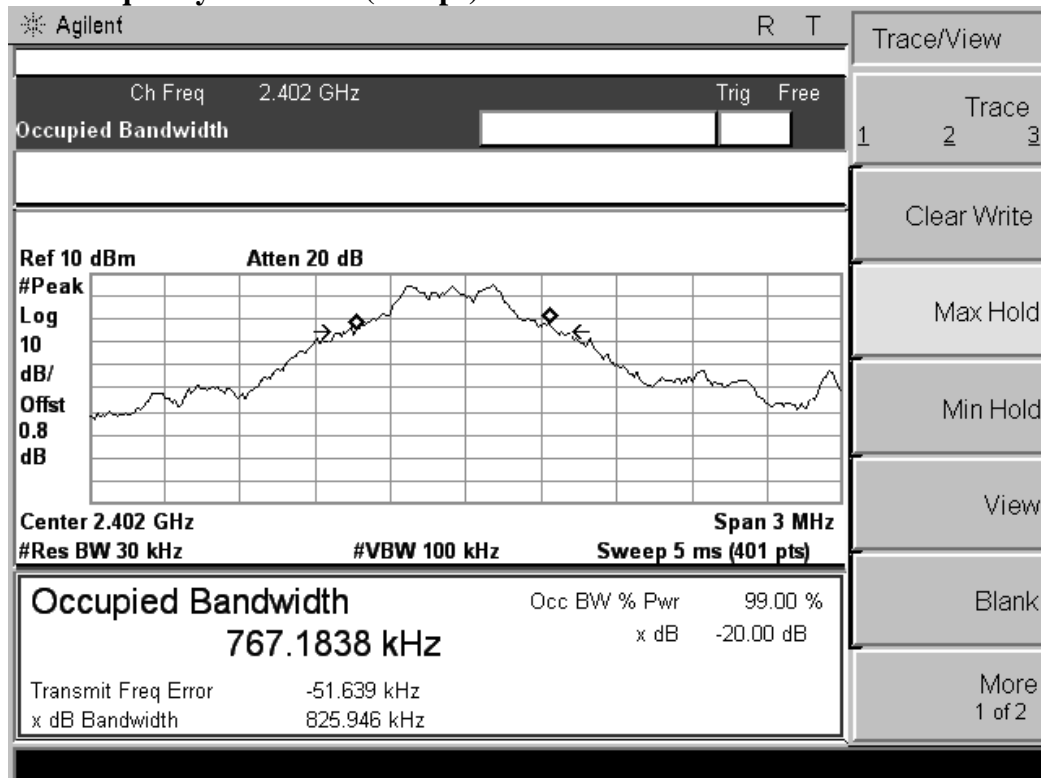 Agilent R T
Trace/View
Ch Freq 2.402 GHz Trig Free
Occupied Bandwidth
Trace
1 2 3
Clear Write
Max Hold
Min Hold
View
Blank
More
1 of 2
Ref 10 dBm Atten 20 dB
#Peak
Log
10
dB/
Offst
0.8
dB
Center 2.402 GHz Span 3 MHz
#Res BW 30 kHz #VBW 100 kHz Sweep 5 ms (401 pts)
Occupied Bandwidth Occ BW % Pwr 99.00 %
767.1838 kHz x dB -20.00 dB
Transmit Freq Error -51.639 kHz
x dB Bandwidth 825.946 kHz